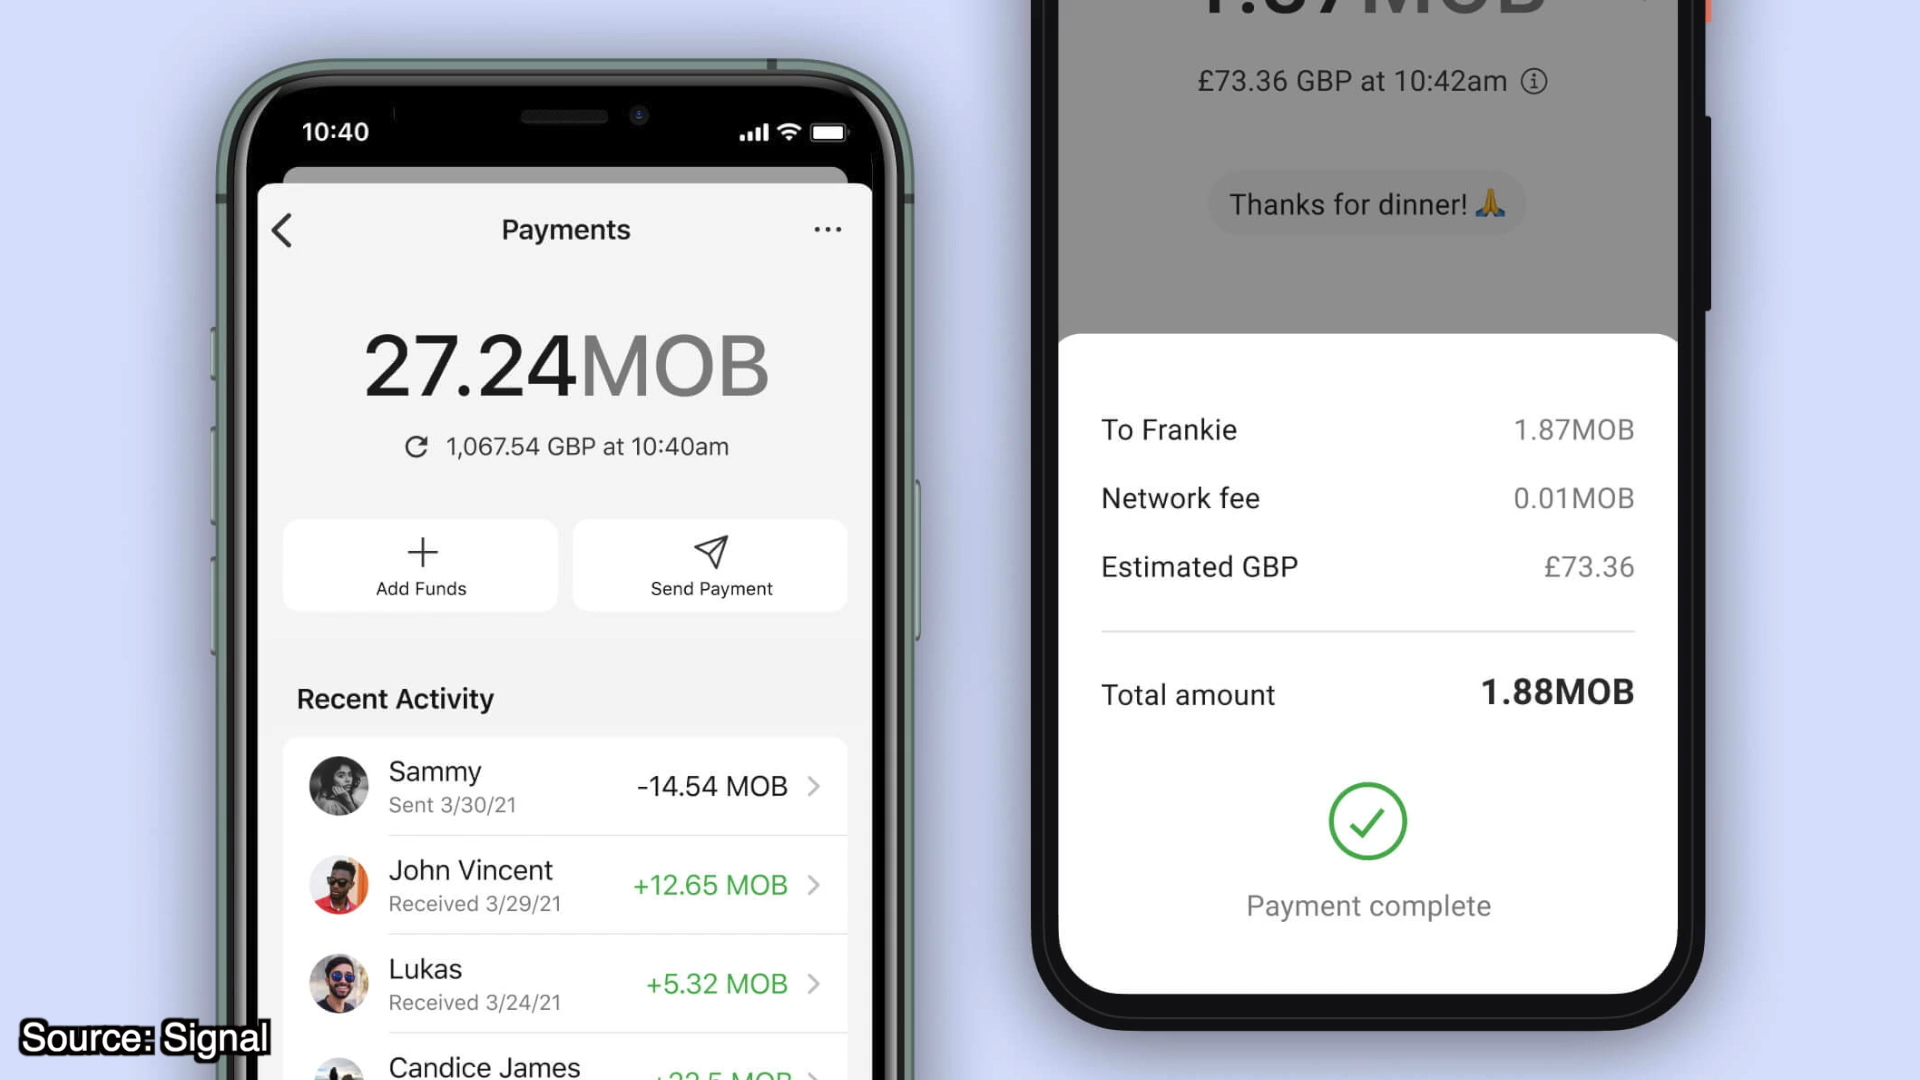 10:40
Payments
27.24MOB
1,067.54 GBP at 10:40am
Add Funds
Send Payment
Recent Activity
Sammy
-14.54 MOB
Sent 3/30/21
John Vincent
+12.65 MOB
Received 3/29/21
Lukas
+5.32 MOB
Received 3/24/21
Candice James
Source: Signal
1.87MOB
£73.36 GBP at 10:42am
Thanks for dinner! 🙏
To Frankie
1.87MOB
Network fee
0.01MOB
Estimated GBP
£73.36
Total amount
1.88MOB
Payment complete